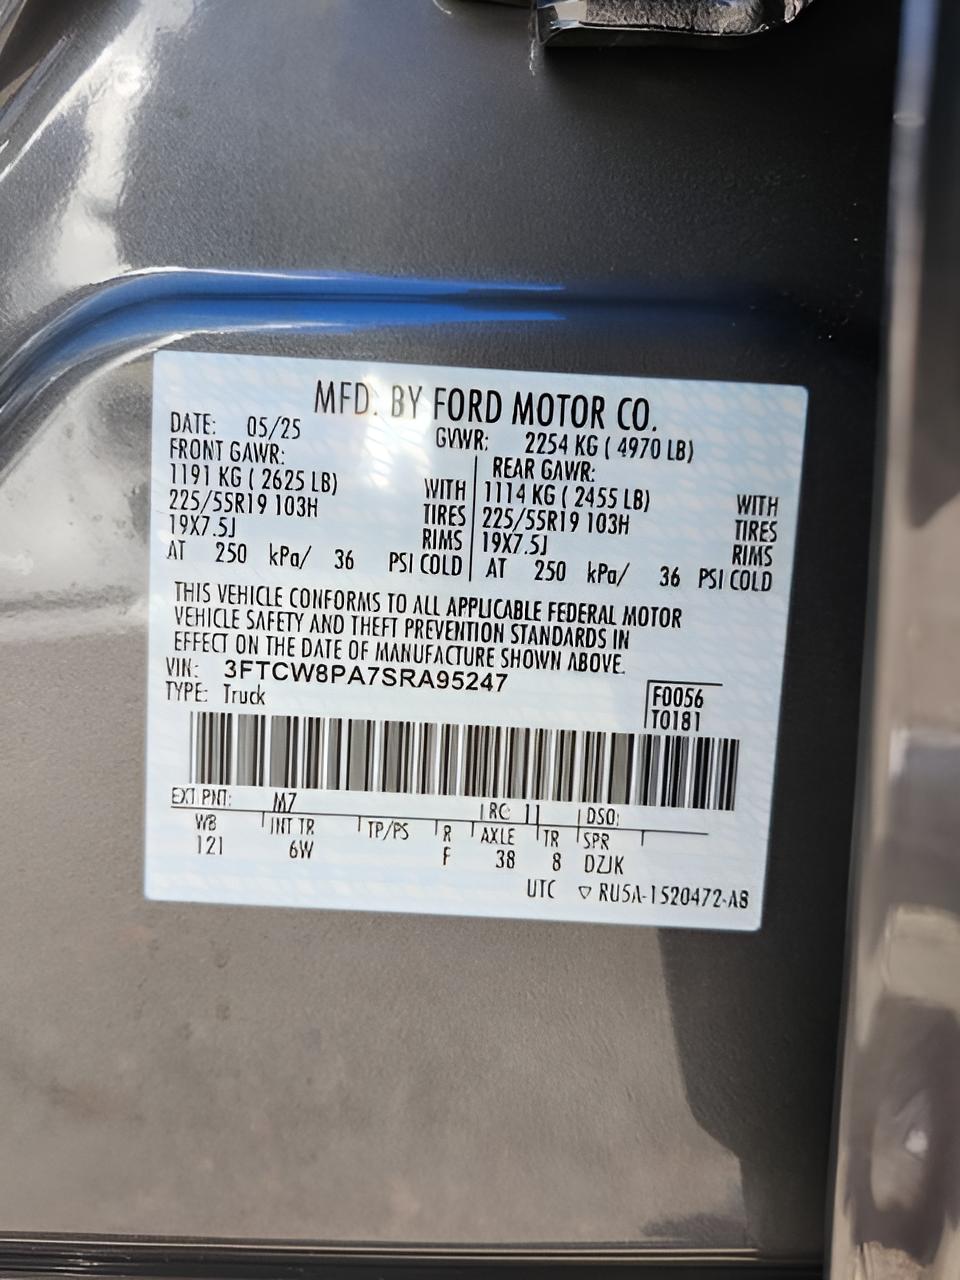 MFD. BY FORD MOTOR CO.
DATE: 05/25 GVWR: 2254 KG ( 4970 LB)
FRONT GAWR: REAR GAWR:
1191 KG ( 2625 LB) WITH 1114 KG ( 2455 LB) WITH
225/55R19 103H TIRES 225/55R19 103H TIRES
19X7.5J RIMS 19X7.5J RIMS
AT 250 kPa/ 36 PSI COLD AT 250 kPa/ 36 PSI COLD
THIS VEHICLE CONFORMS TO ALL APPLICABLE FEDERAL MOTOR
VEHICLE SAFETY AND THEFT PREVENTION STANDARDS IN
EFFECT ON THE DATE OF MANUFACTURE SHOWN ABOVE.
VIN: 3FTCW8PA7SRA95247
TYPE: Truck
F0056
T0181
EXT PNT: M7 RC 11 DSO:
WB INT TR TP/PS R AXLE TR SPR
121 6W F 38 8 DZJK
UTC ▽ RU5A-1520472-AB